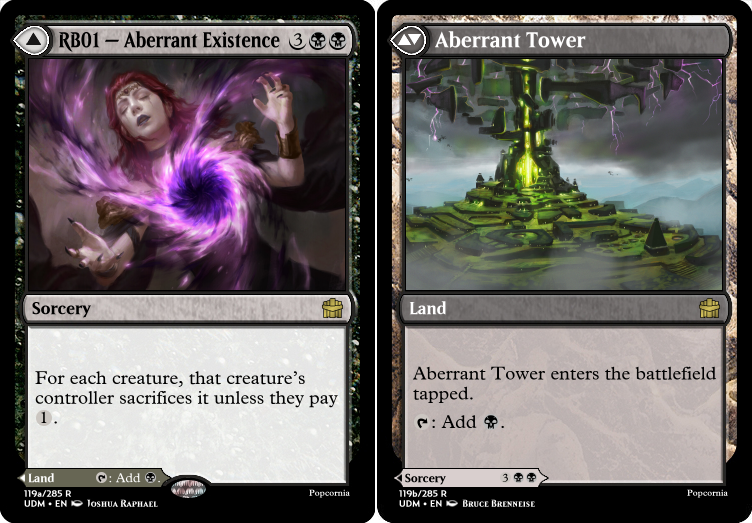 RB01 — Aberrant Existence 3
Sorcery
For each creature, that creature's
controller sacrifices it unless they pay
1.
Land : Add .
119a/285 R Popcornia
UDM • EN Joshua Raphael
Aberrant Tower
Land
Aberrant Tower enters the battlefield
tapped.
: Add .
Sorcery 3
119b/285 R Popcornia
UDM • EN Bruce Brenneise